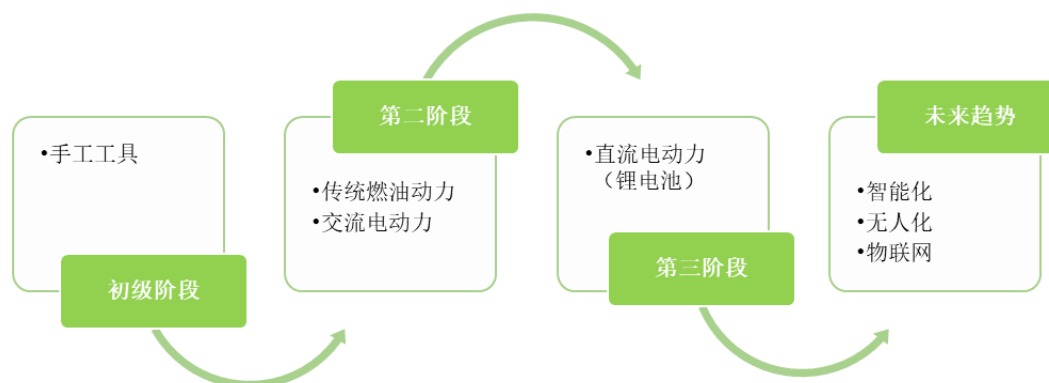 •手工工具
初级阶段
第二阶段
•传统燃油动力
•交流电动力
•直流电动力
（锂电池）
第三阶段
未来趋势
•智能化
•无人化
•物联网